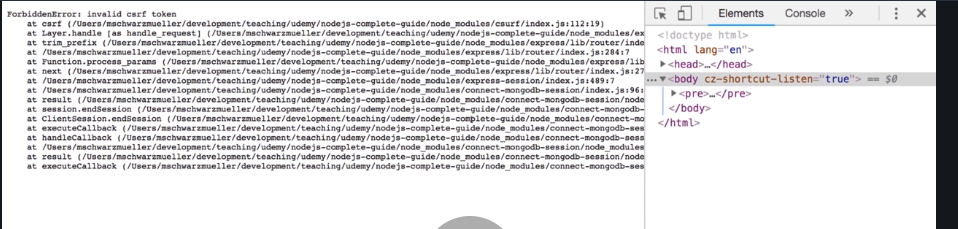 ForbiddenError: invalid csrf token
at csrf (/Users/mschwarzmueller/development/teaching/udemy/nodejs-complete-guide/node_modules/csurf/index.js:112:19)
at Layer.handle [as handle_request] (/Users/mschwarzmueller/development/teaching/udemy/nodejs-complete-guide/node_modules/ex
at trim_prefix (/Users/mschwarzmueller/development/teaching/udemy/nodejs-complete-guide/node_modules/express/lib/router/inde
at /Users/mschwarzmueller/development/teaching/udemy/nodejs-complete-guide/node_modules/express/lib/router/index.js:284:7
at Function.process_params (/Users/mschwarzmueller/development/teaching/udemy/nodejs-complete-guide/node_modules/express/lib
at next (/Users/mschwarzmueller/development/teaching/udemy/nodejs-complete-guide/node_modules/express/lib/router/index.js:27
at /Users/mschwarzmueller/development/teaching/udemy/nodejs-complete-guide/node_modules/express-session/index.js:489:7
at /Users/mschwarzmueller/development/teaching/udemy/nodejs-complete-guide/node_modules/connect-mongodb-session/index.js:96:
at result (/Users/mschwarzmueller/development/teaching/udemy/nodejs-complete-guide/node_modules/connect-mongodb-session/node
at session.endSession (/Users/mschwarzmueller/development/teaching/udemy/nodejs-complete-guide/node_modules/connect-mongodb-
at ClientSession.endSession (/Users/mschwarzmueller/development/teaching/udemy/nodejs-complete-guide/node_modules/connect-mo
at executeCallback (/Users/mschwarzmueller/development/teaching/udemy/nodejs-complete-guide/node_modules/connect-mongodb-ses
at handleCallback (/Users/mschwarzmueller/development/teaching/udemy/nodejs-complete-guide/node_modules/connect-mongodb-sess
at /Users/mschwarzmueller/development/teaching/udemy/nodejs-complete-guide/node_modules/connect-mongodb-session/node_modules
at result (/Users/mschwarzmueller/development/teaching/udemy/nodejs-complete-guide/node_modules/connect-mongodb-session/node
at executeCallback (/Users/mschwarzmueller/development/teaching/udemy/nodejs-complete-guide/node_modules/connect-mongodb-ses
Elements Console »
<!doctype html>
<html lang="en">
<head>…</head>
<body cz-shortcut-listen="true"> == $0
<pre>…</pre>
</body>
</html>